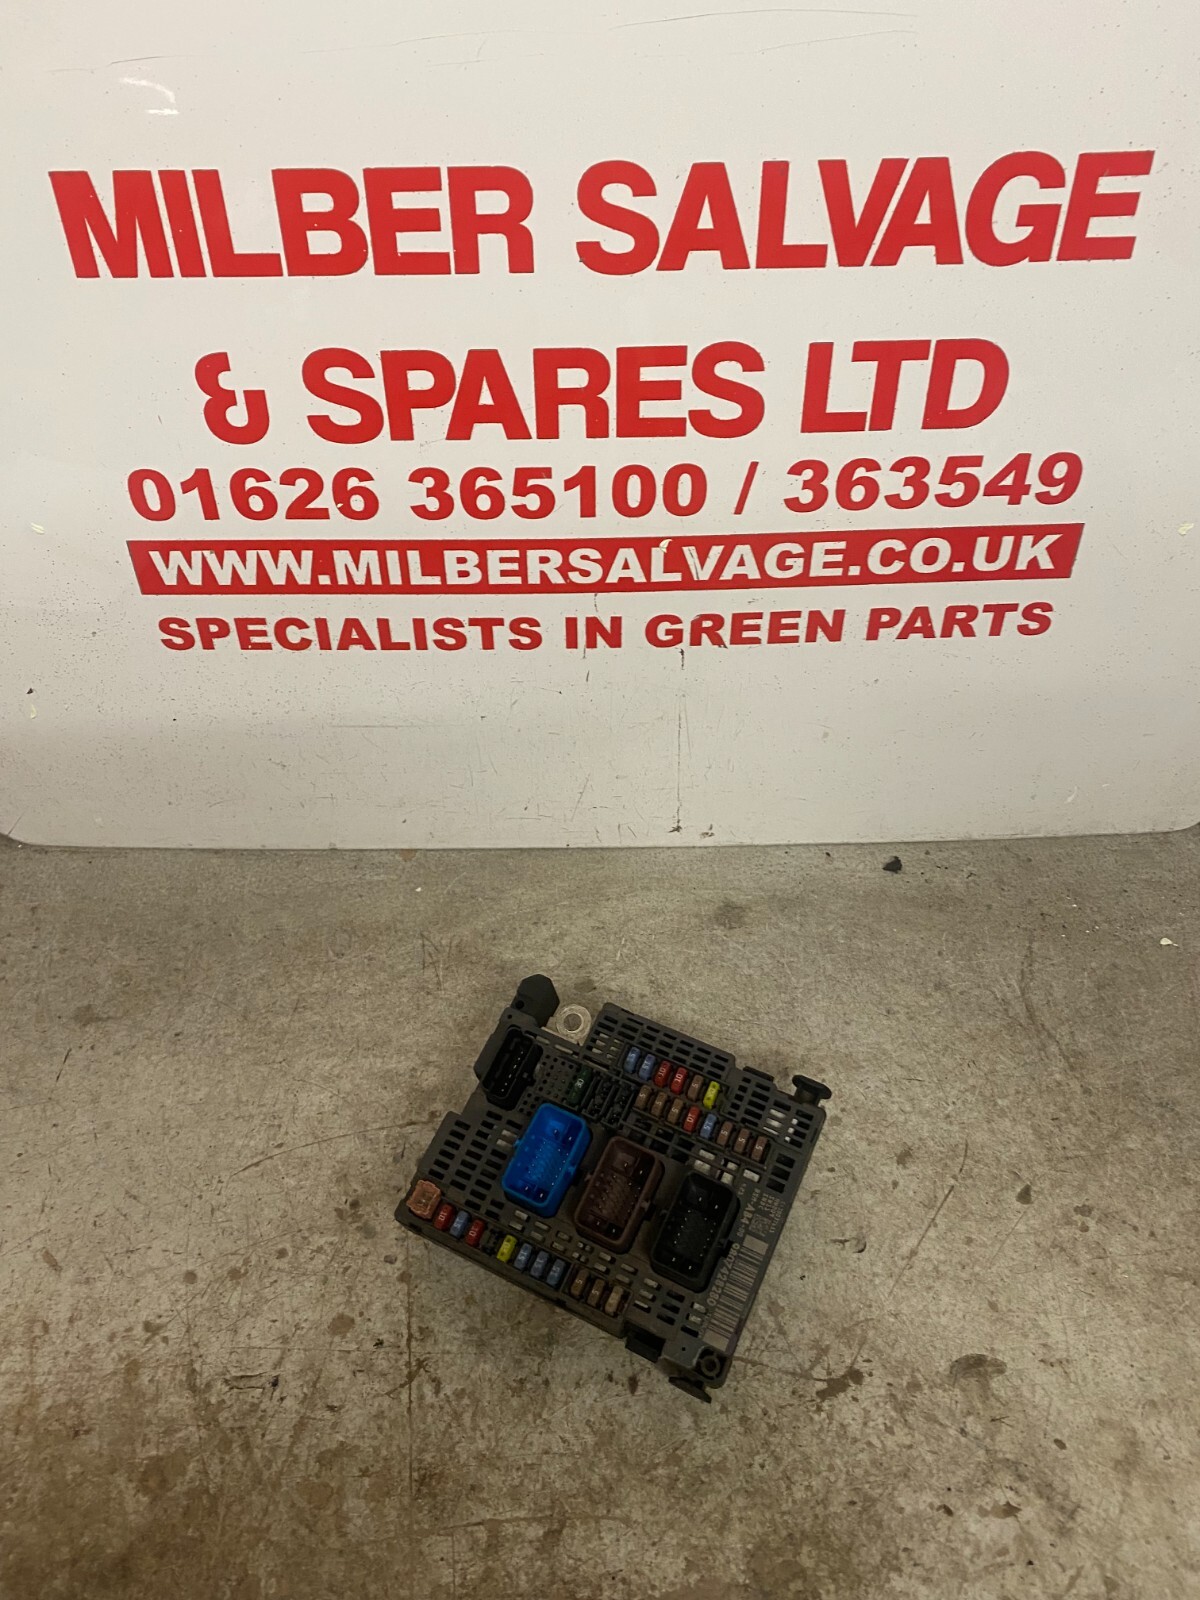 MILBER SALVAGE
& SPARES LTD
01626 365100 / 363549
WWW.MILBERSALVAGE.CO.UK
SPECIALISTS IN GREEN PARTS